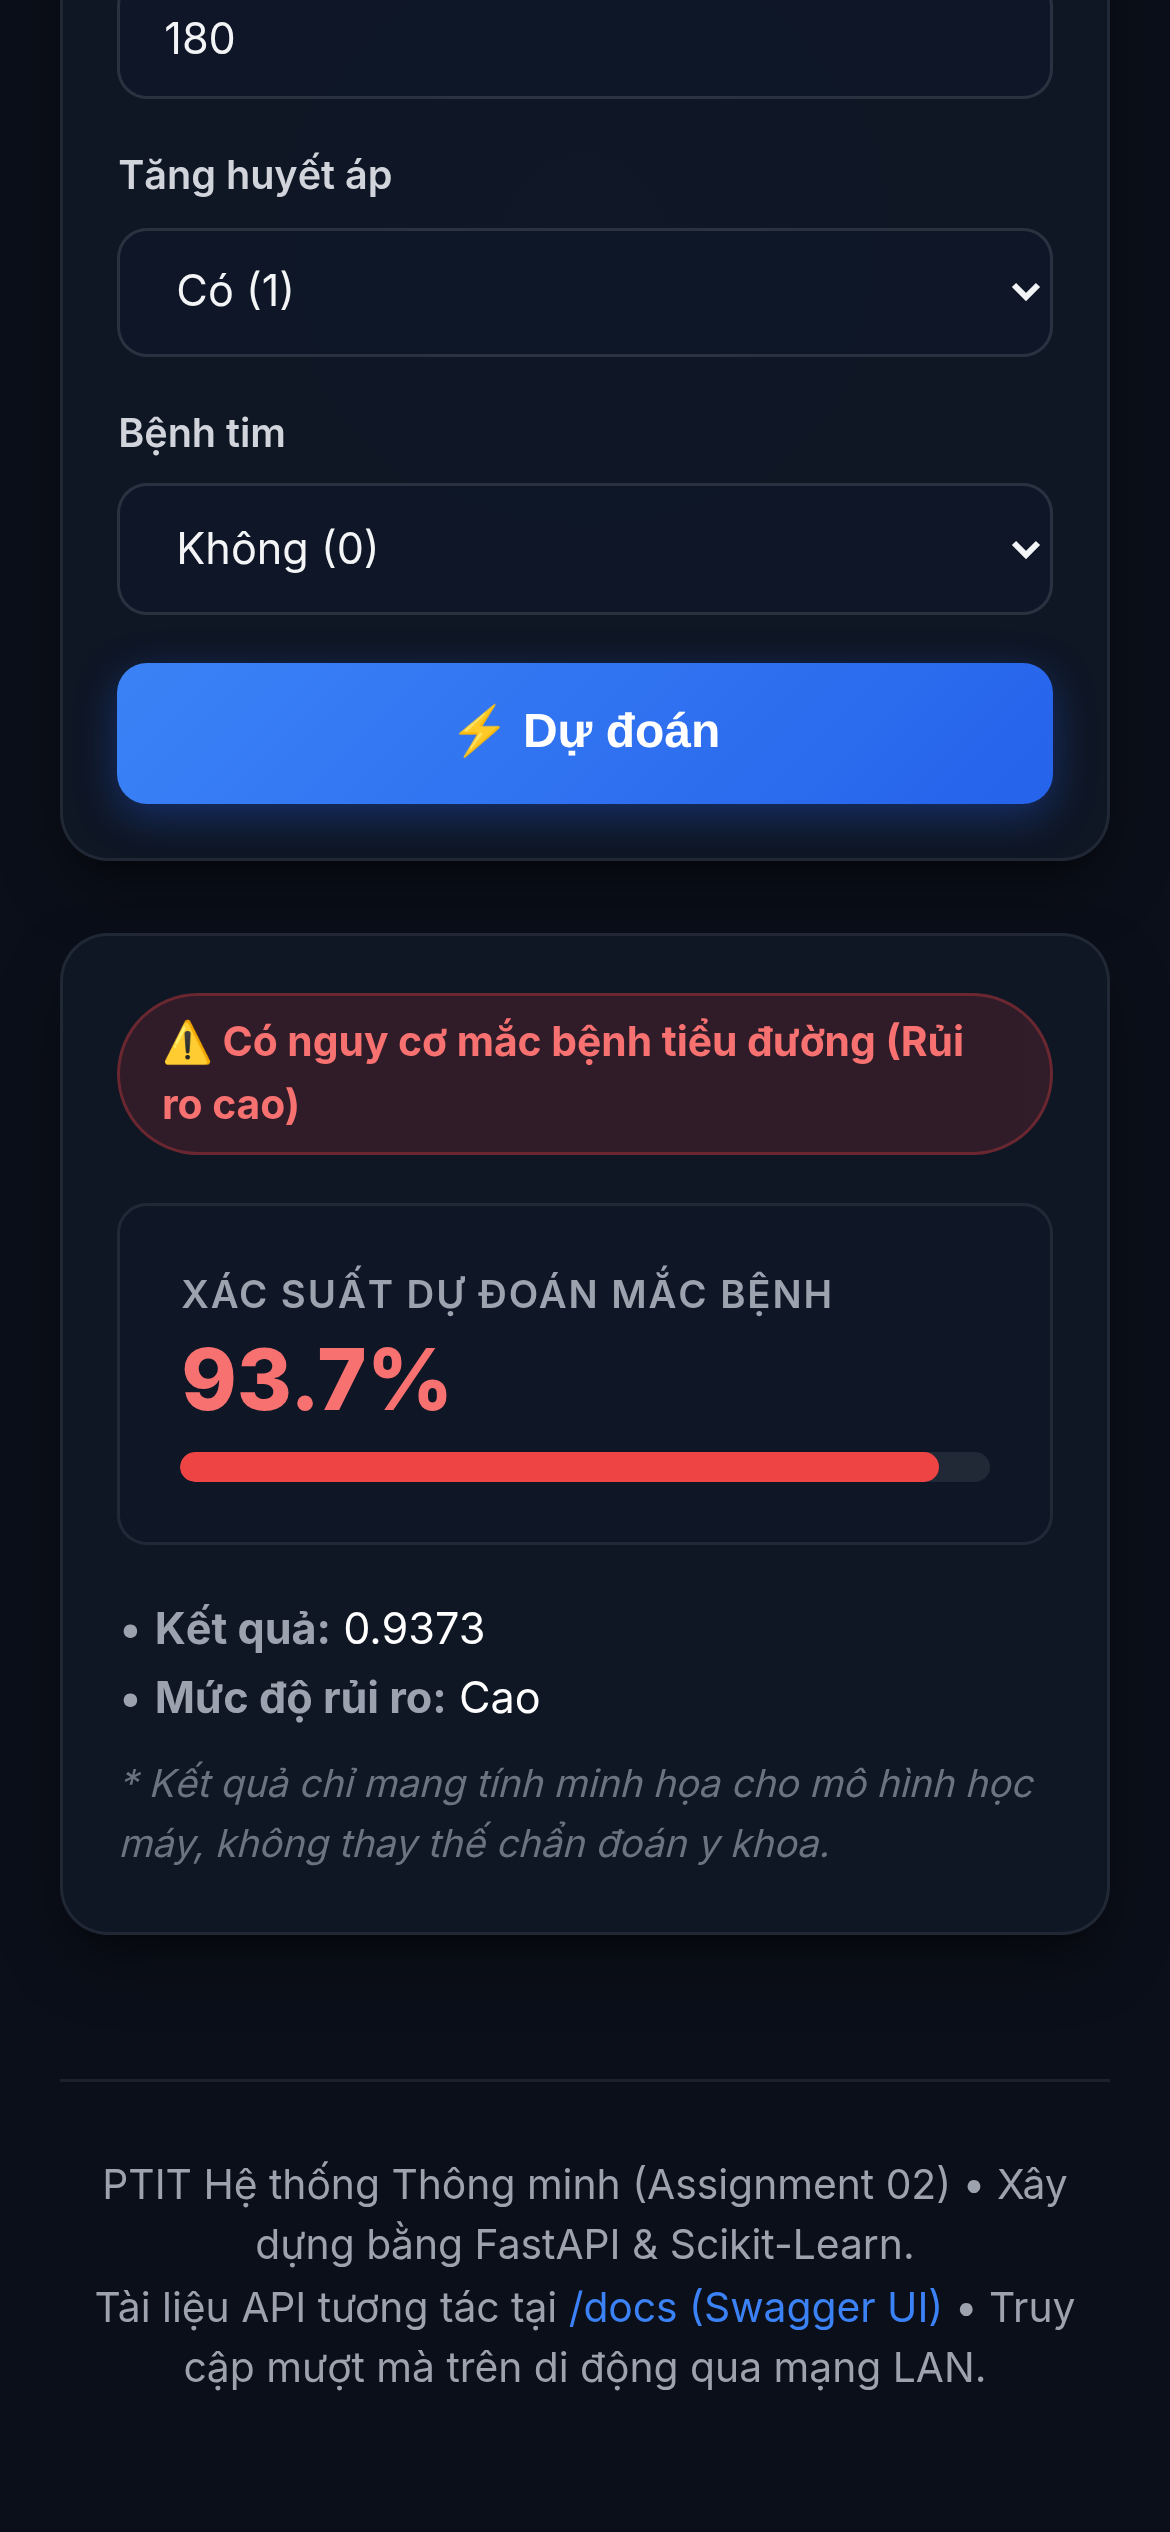 180
Tăng huyết áp
Có (1)
Bệnh tim
Không (0)
⚡ Dự đoán
⚠️ Có nguy cơ mắc bệnh tiểu đường (Rủi
ro cao)
XÁC SUẤT DỰ ĐOÁN MẮC BỆNH
93.7%
• Kết quả: 0.9373
• Mức độ rủi ro: Cao
* Kết quả chỉ mang tính minh họa cho mô hình học
máy, không thay thế chẩn đoán y khoa.
PTIT Hệ thống Thông minh (Assignment 02) • Xây
dựng bằng FastAPI & Scikit-Learn.
Tài liệu API tương tác tại /docs (Swagger UI) • Truy
cập mượt mà trên di động qua mạng LAN.